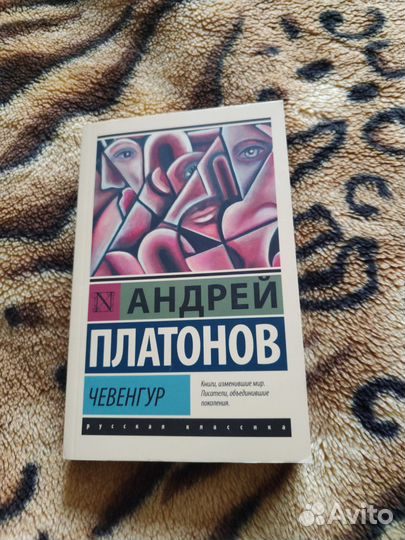 N
АНДРЕЙ
ПЛАТОНОВ
ЧЕВЕНГУР
Книги, изменившие мир.
Писатели, объединившие
поколения.
русская классика
Avito